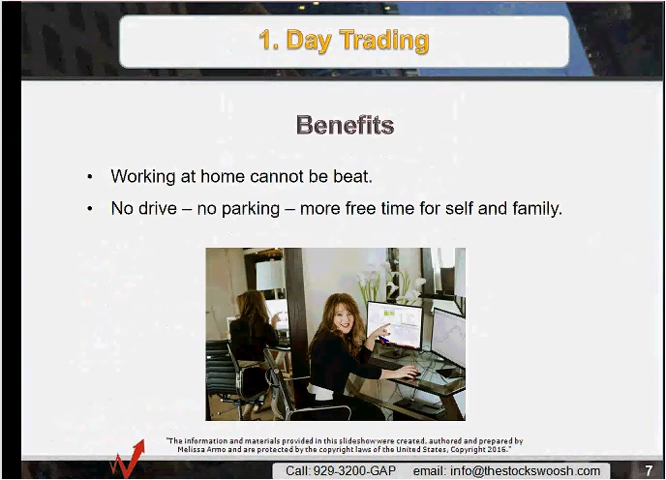 1. Day Trading
Benefits
• Working at home cannot be beat.
• No drive – no parking – more free time for self and family.
"The information and materials provided in this slideshow were created, authored and prepared by
Melissa Armo and are protected by the copyright laws of the United States, Copyright 2016."
Call: 929-3200-GAP email: info@thestockswoosh.com 7